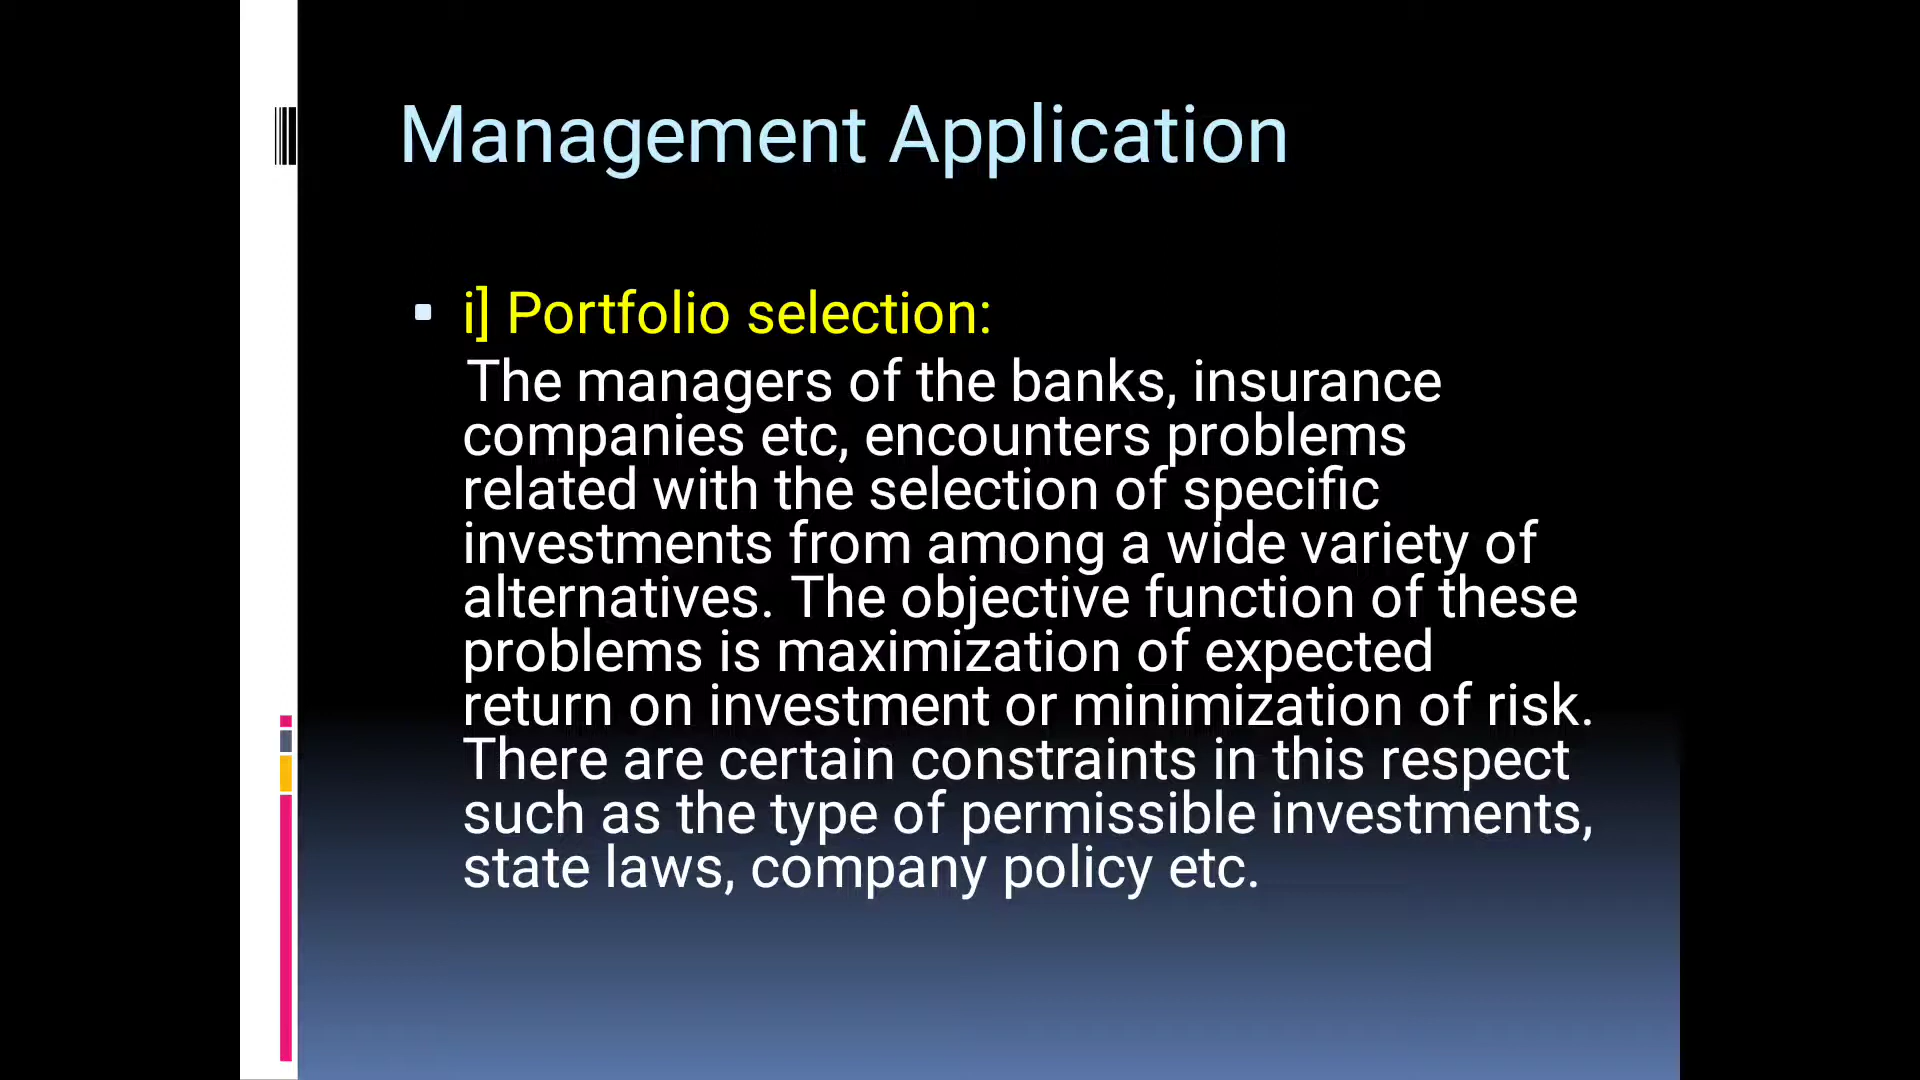 Management Application
i] Portfolio selection:
The managers of the banks, insurance
companies etc, encounters problems
related with the selection of specific
investments from among a wide variety of
alternatives. The objective function of these
problems is maximization of expected
return on investment or minimization of risk.
There are certain constraints in this respect
such as the type of permissible investments,
state laws, company policy etc.